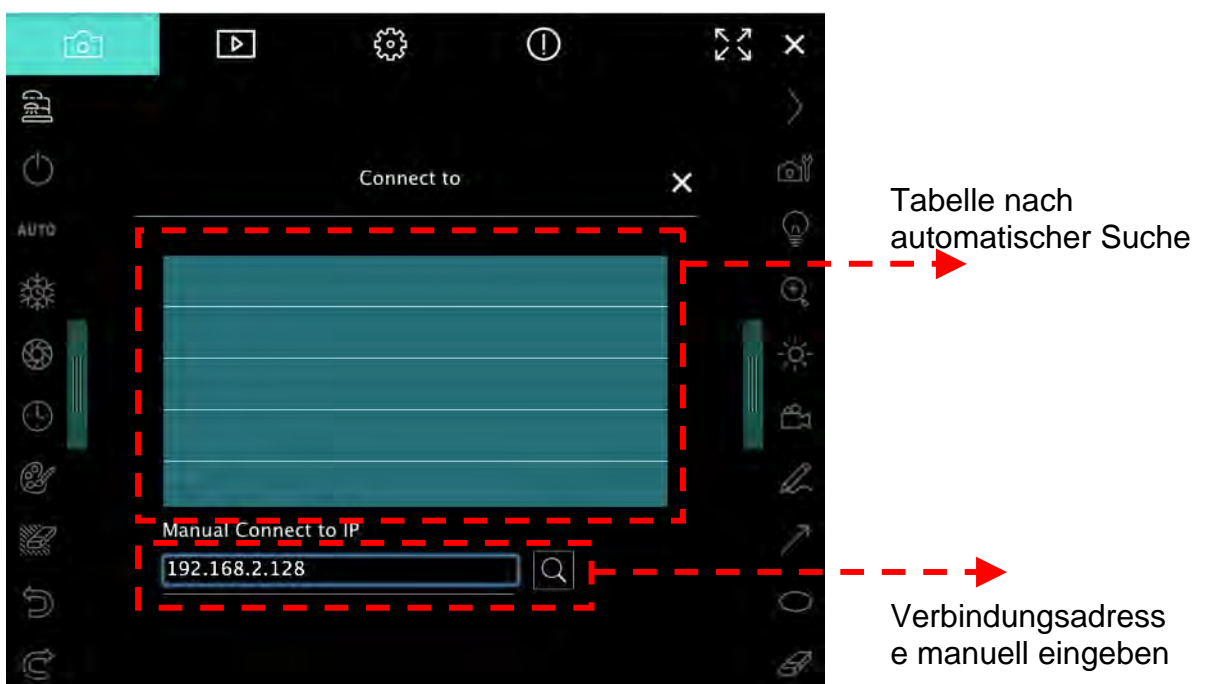 Connect to
Tabelle nach
automatischer Suche
AUTO
Manual Connect to IP
192.168.2.128
Verbindungsadress
e manuell eingeben